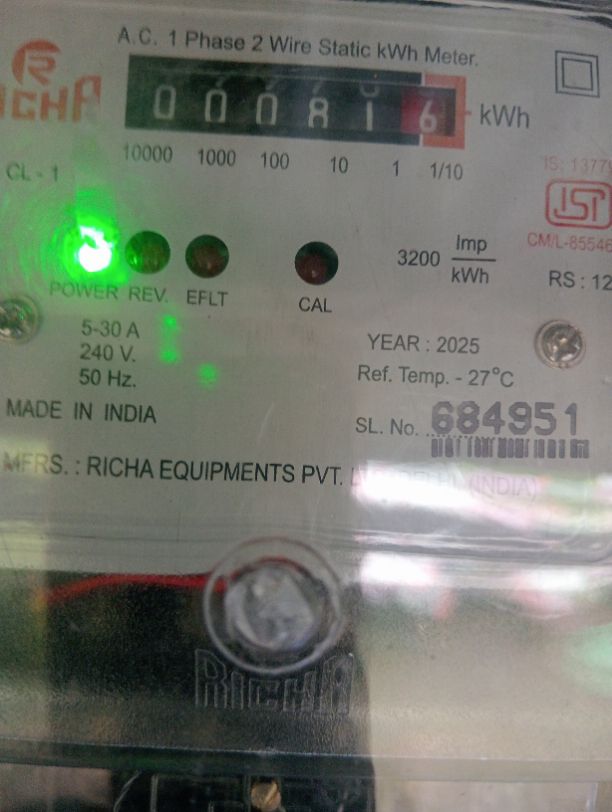 A.C. 1 Phase 2 Wire Static kWh Meter.
RICHA
0 0 0 8 1 6 kWh
10000 1000 100 10 1 1/10
CL - 1
IS: 13779
ISI
CM/L-85546
POWER REV. EFLT
CAL
3200 Imp
kWh
RS : 12
5-30 A
240 V.
50 Hz.
YEAR : 2025
Ref. Temp. - 27°C
MADE IN INDIA
SL. No. 684951
MFRS. : RICHA EQUIPMENTS PVT. (INDIA)
RICHA